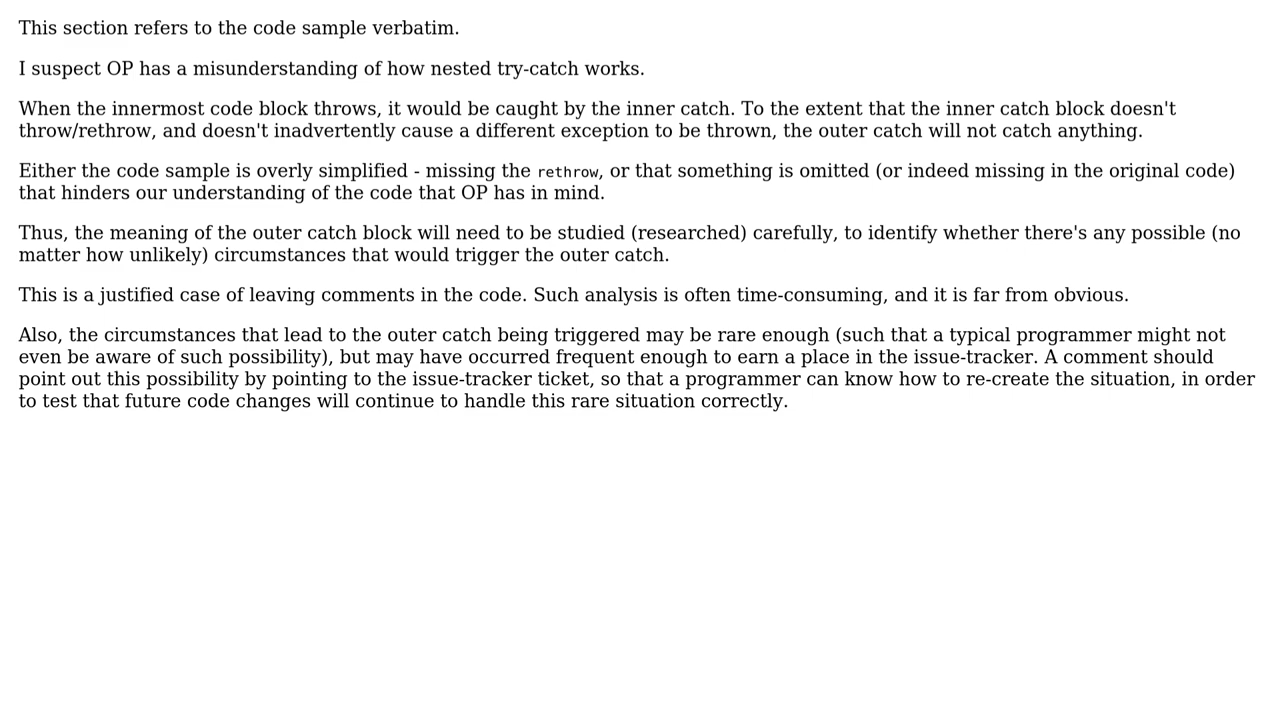 This section refers to the code sample verbatim.
I suspect OP has a misunderstanding of how nested try-catch works.
When the innermost code block throws, it would be caught by the inner catch. To the extent that the inner catch block doesn't
throw/rethrow, and doesn't inadvertently cause a different exception to be thrown, the outer catch will not catch anything.
Either the code sample is overly simplified - missing the rethrow, or that something is omitted (or indeed missing in the original code)
that hinders our understanding of the code that OP has in mind.
Thus, the meaning of the outer catch block will need to be studied (researched) carefully, to identify whether there's any possible (no
matter how unlikely) circumstances that would trigger the outer catch.
This is a justified case of leaving comments in the code. Such analysis is often time-consuming, and it is far from obvious.
Also, the circumstances that lead to the outer catch being triggered may be rare enough (such that a typical programmer might not
even be aware of such possibility), but may have occurred frequent enough to earn a place in the issue-tracker. A comment should
point out this possibility by pointing to the issue-tracker ticket, so that a programmer can know how to re-create the situation, in order
to test that future code changes will continue to handle this rare situation correctly.